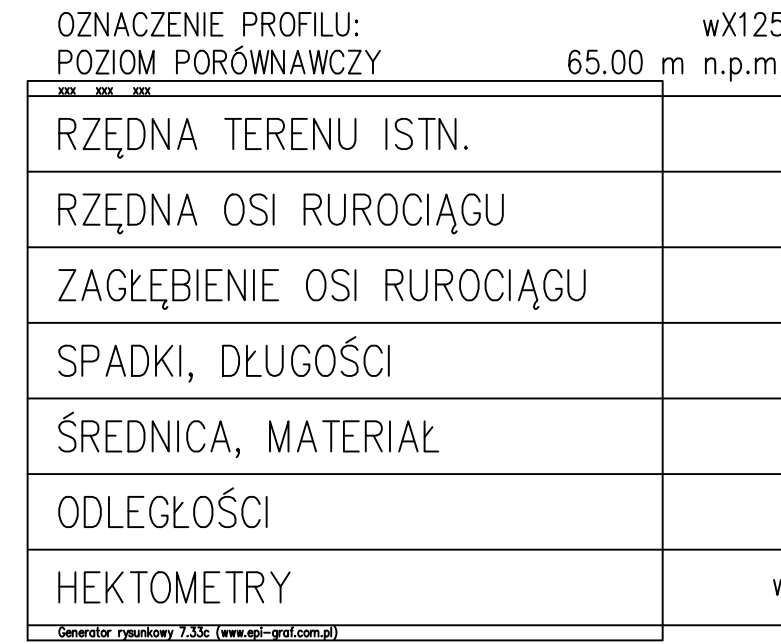 OZNACZENIE PROFILU: wX125
POZIOM PORÓWNAWCZY 65.00 m n.p.m
xxx xxx xxx
RZĘDNA TERENU ISTN.
RZĘDNA OSI RUROCIĄGU
ZAGŁĘBIENIE OSI RUROCIĄGU
SPADKI, DŁUGOŚCI
ŚREDNICA, MATERIAŁ
ODLEGŁOŚCI
HEKTOMETRY
Generator rysunkowy 7.33c (www.epi-graf.com.pl)